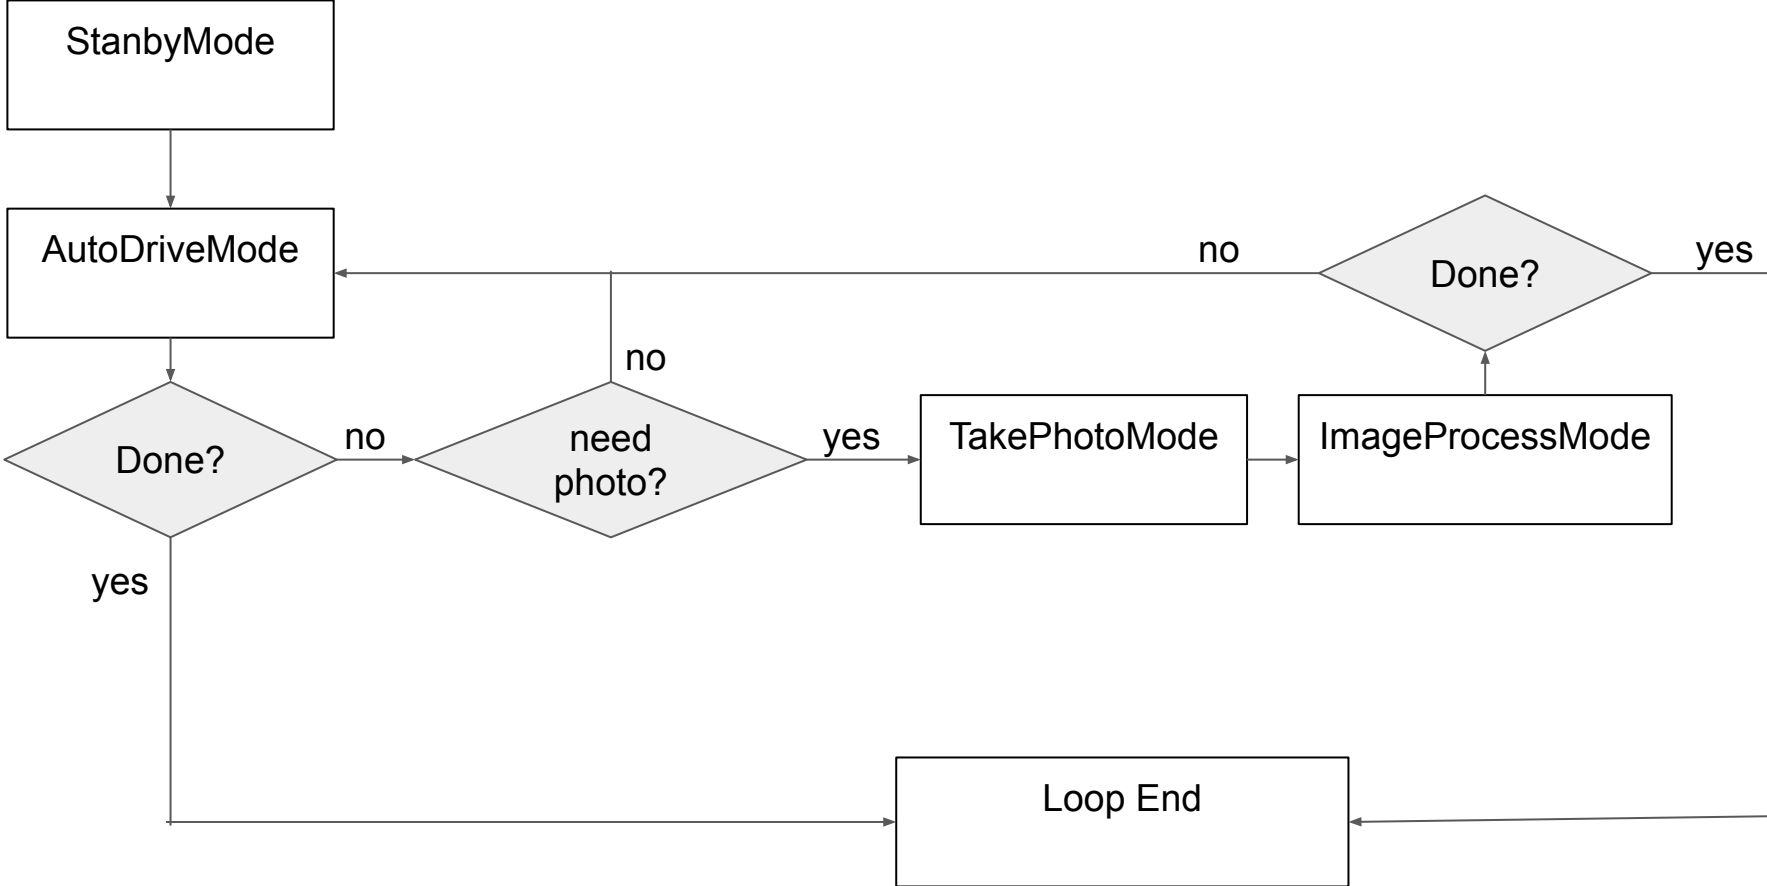 StanbyMode
AutoDriveMode
no
Done?
yes
no
Done?
no
need
photo?
yes
TakePhotoMode
ImageProcessMode
yes
Loop End